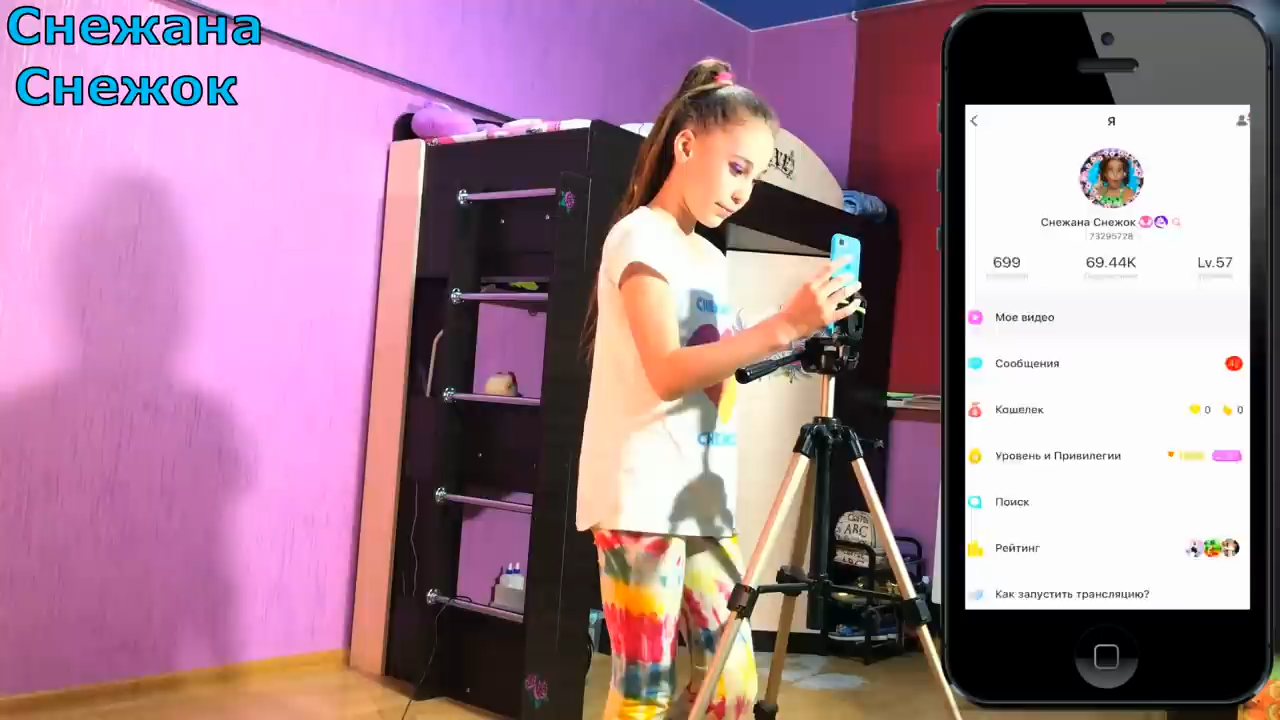 Снежана
Снежок
Я
Снежана Снежок
73295728
699
69.44K
Lv.57
Мое видео
Сообщения
Кошелек
0
0
Уровень и Привилегии
Поиск
Рейтинг
Как запустить трансляцию?
ABC